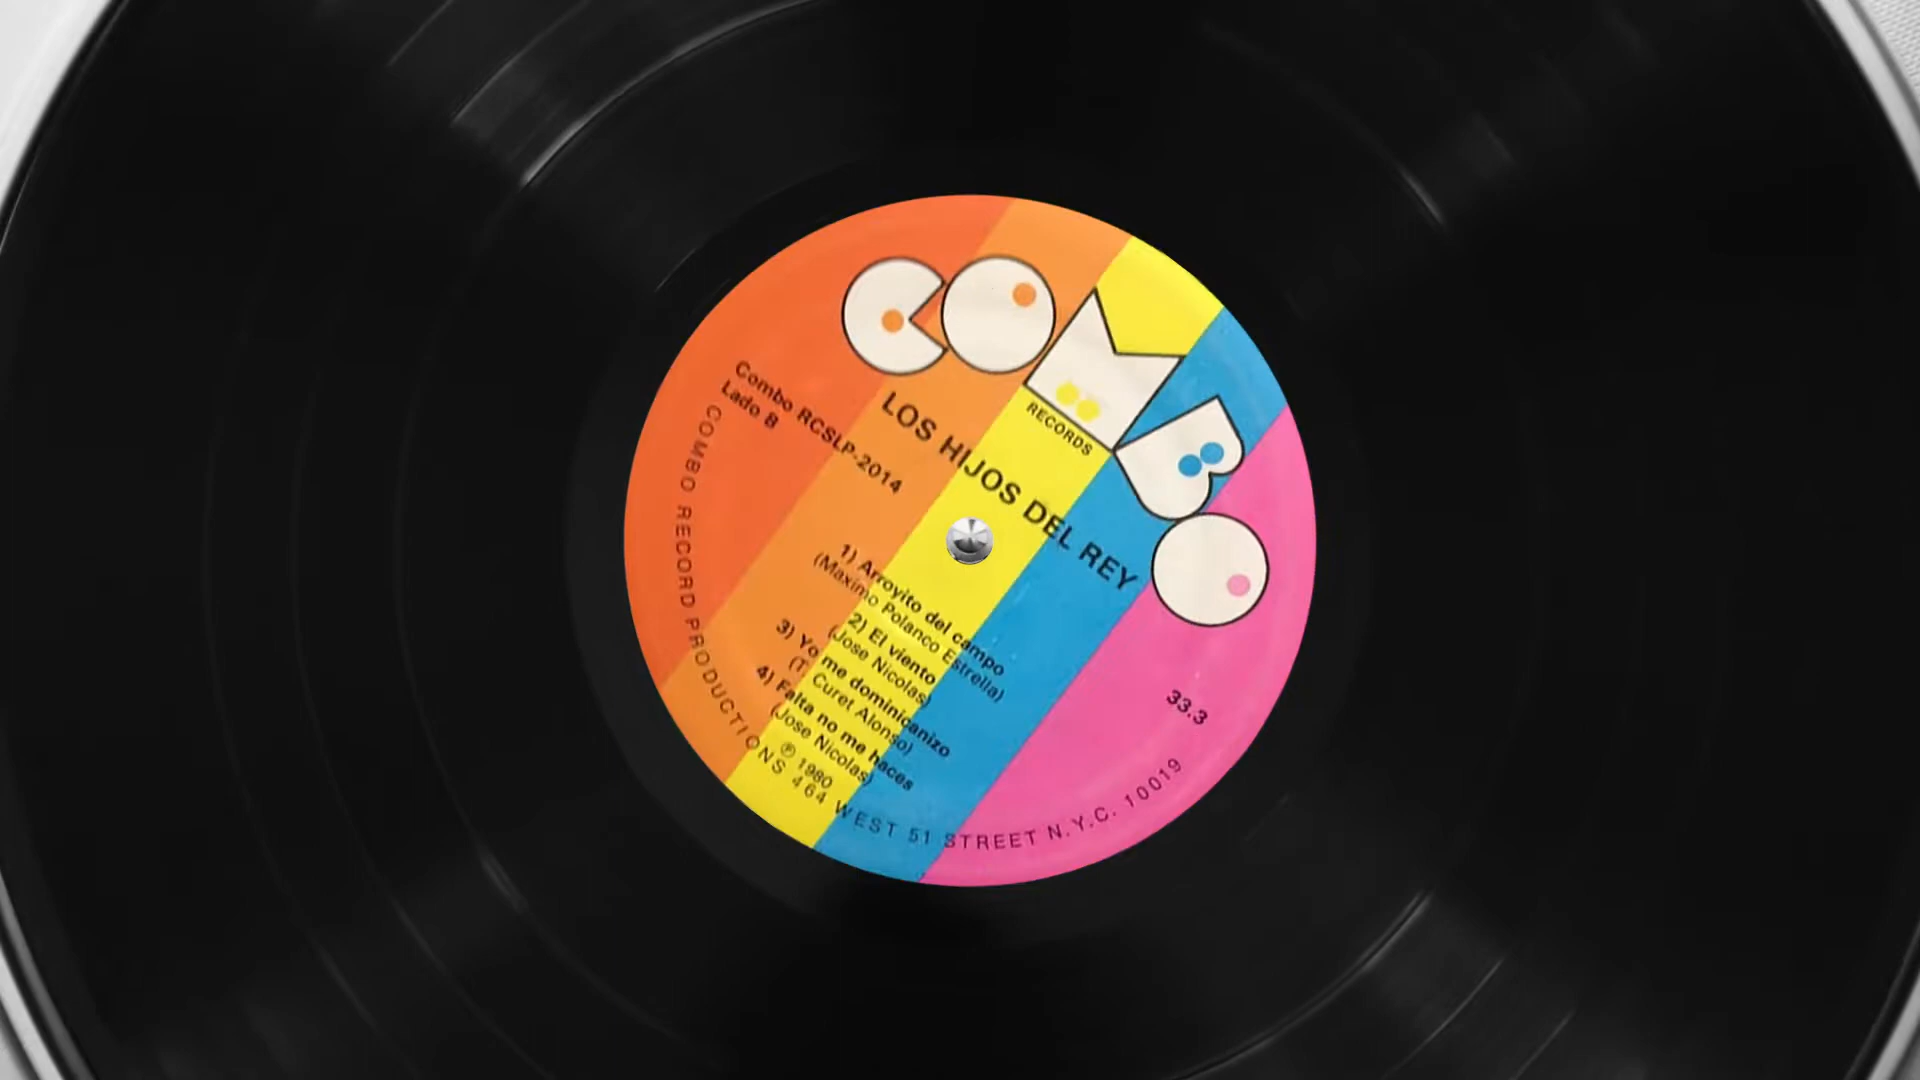 COMBO
RECORDS
Combo RCSLP-2014
Lado B
LOS HIJOS DEL REY
1) Arroyito del campo
(Maximo Polanco Estrella)
2) El viento
(Jose Nicolas)
3) Yo me dominicanizo
(T. Curet Alonso)
4) Falta no me haces
(Jose Nicolas)
℗ 1980
33.3
COMBO RECORD PRODUCTIONS 464 WEST 51 STREET N.Y.C. 10019